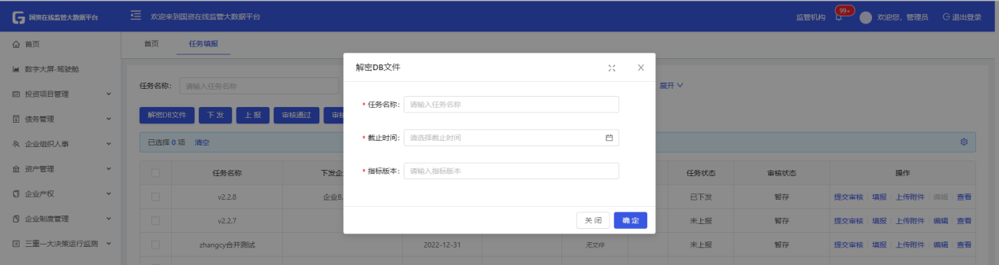 国资在线监管大数据平台
欢迎来到国资在线监管大数据平台
监管机构 99+ 欢迎您，管理员 退出登录
首页
数字大屏-驾驶舱
投资项目管理
债务管理
企业组织人事
资产管理
企业产权
企业制度管理
三重一大决策运行监测
首页 任务填报
任务名称： 请输入任务名称 展开
解密DB文件 下 发 上 报 审核通过
已选择 0 项 清空
任务名称 下发企 任务状态 审核状态 操作
v2.2.8 企业B 已下发 暂存 提交审核 填报 上传附件 编辑 查看
v2.2.7 未上报 暂存 提交审核 填报 上传附件 编辑 查看
zhangcy合并测试 2022-12-31 无文件 未上报 暂存 提交审核 填报 上传附件 编辑 查看
解密DB文件
* 任务名称： 请输入任务名称
* 截止时间： 请选择截止时间
* 指标版本： 请输入指标版本
关 闭 确 定